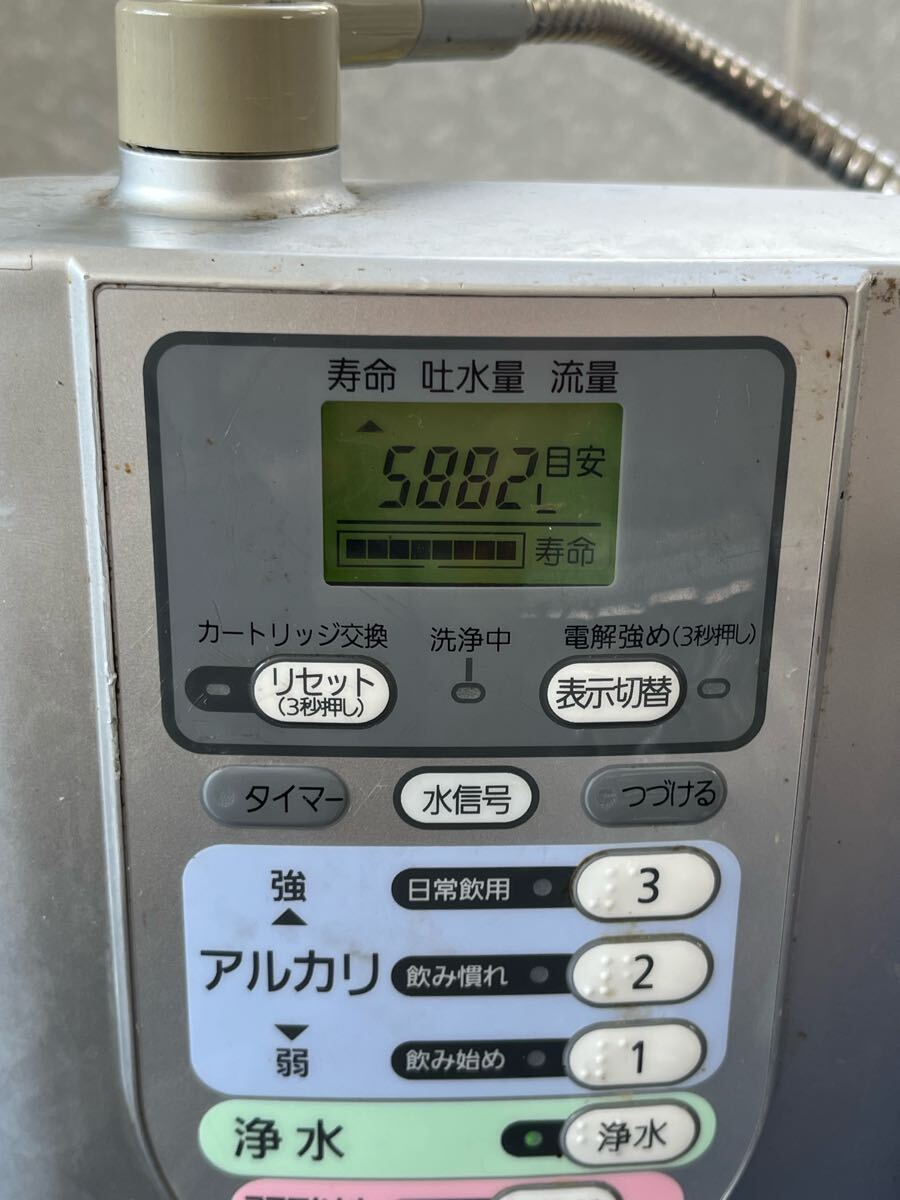 寿命 吐水量 流量
5882 目安
L
寿命
カートリッジ交換 洗浄中 電解強め(3秒押し)
リセット
(3秒押し)
表示切替
タイマー 水信号 つづける
強 日常飲用 3
アルカリ 飲み慣れ 2
弱 飲み始め 1
浄水 浄水